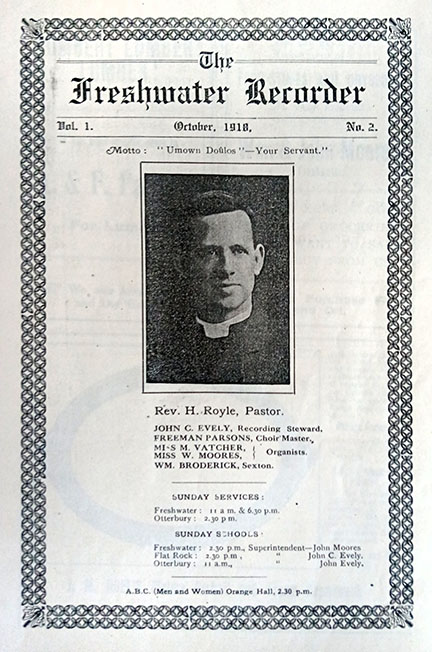 The
Freshwater Recorder
Vol. 1. October, 1918, No. 2.
Motto: "Umown Doulos"—Your Servant."
Rev. H. Royle, Pastor.
JOHN C. EVELY, Recording Steward,
FREEMAN PARSONS, Choir Master,
MISS M. VATCHER,
MISS W. MOORES, } Organists.
WM. BRODERICK, Sexton.
SUNDAY SERVICES:
Freshwater: 11 a m. & 6.30 p.m.
Otterbury: 2.30 p m.
SUNDAY SCHOOLS
Freshwater: 2.30 p.m., Superintendent—John Moores
Flat Rock: 2.30 p.m, " John C. Evely.
Otterbury: 11 a.m., " John Evely.
A.B.C. (Men and Women) Orange Hall, 2.30 p.m.